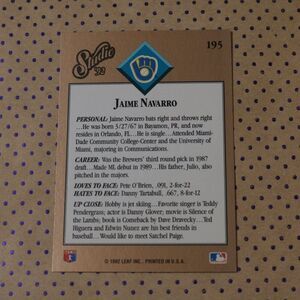 Studio
92
195
JAIME NAVARRO
PERSONAL: Jaime Navarro bats right and throws right
...He was born 3/27/67 in Bayamon, PR, and now
resides in Orlando, FL. ...He is single. ..Attended Miami-
Dade Community College-Center and the University of
Miami, majoring in Communications.
CAREER: Was the Brewers' third round pick in 1987
draft...Made ML debut in 1989...His father, Julio, also
pitched in the majors.
LOVES TO FACE: Pete O'Brien, .091, 2-for-22
HATES TO FACE: Danny Tartabull, .667, 8-for-12
UP CLOSE: Hobby is jet skiing...Favorite singer is Teddy
Pendergrass; actor is Danny Glover; movie is Silence of
the Lambs; book is Comeback by Dave Dravecky...Ted
Higuera and Edwin Nunez are his best friends in
baseball...Would like to meet Satchel Paige.
© 1992 LEAF INC., PRINTED IN U.S.A.